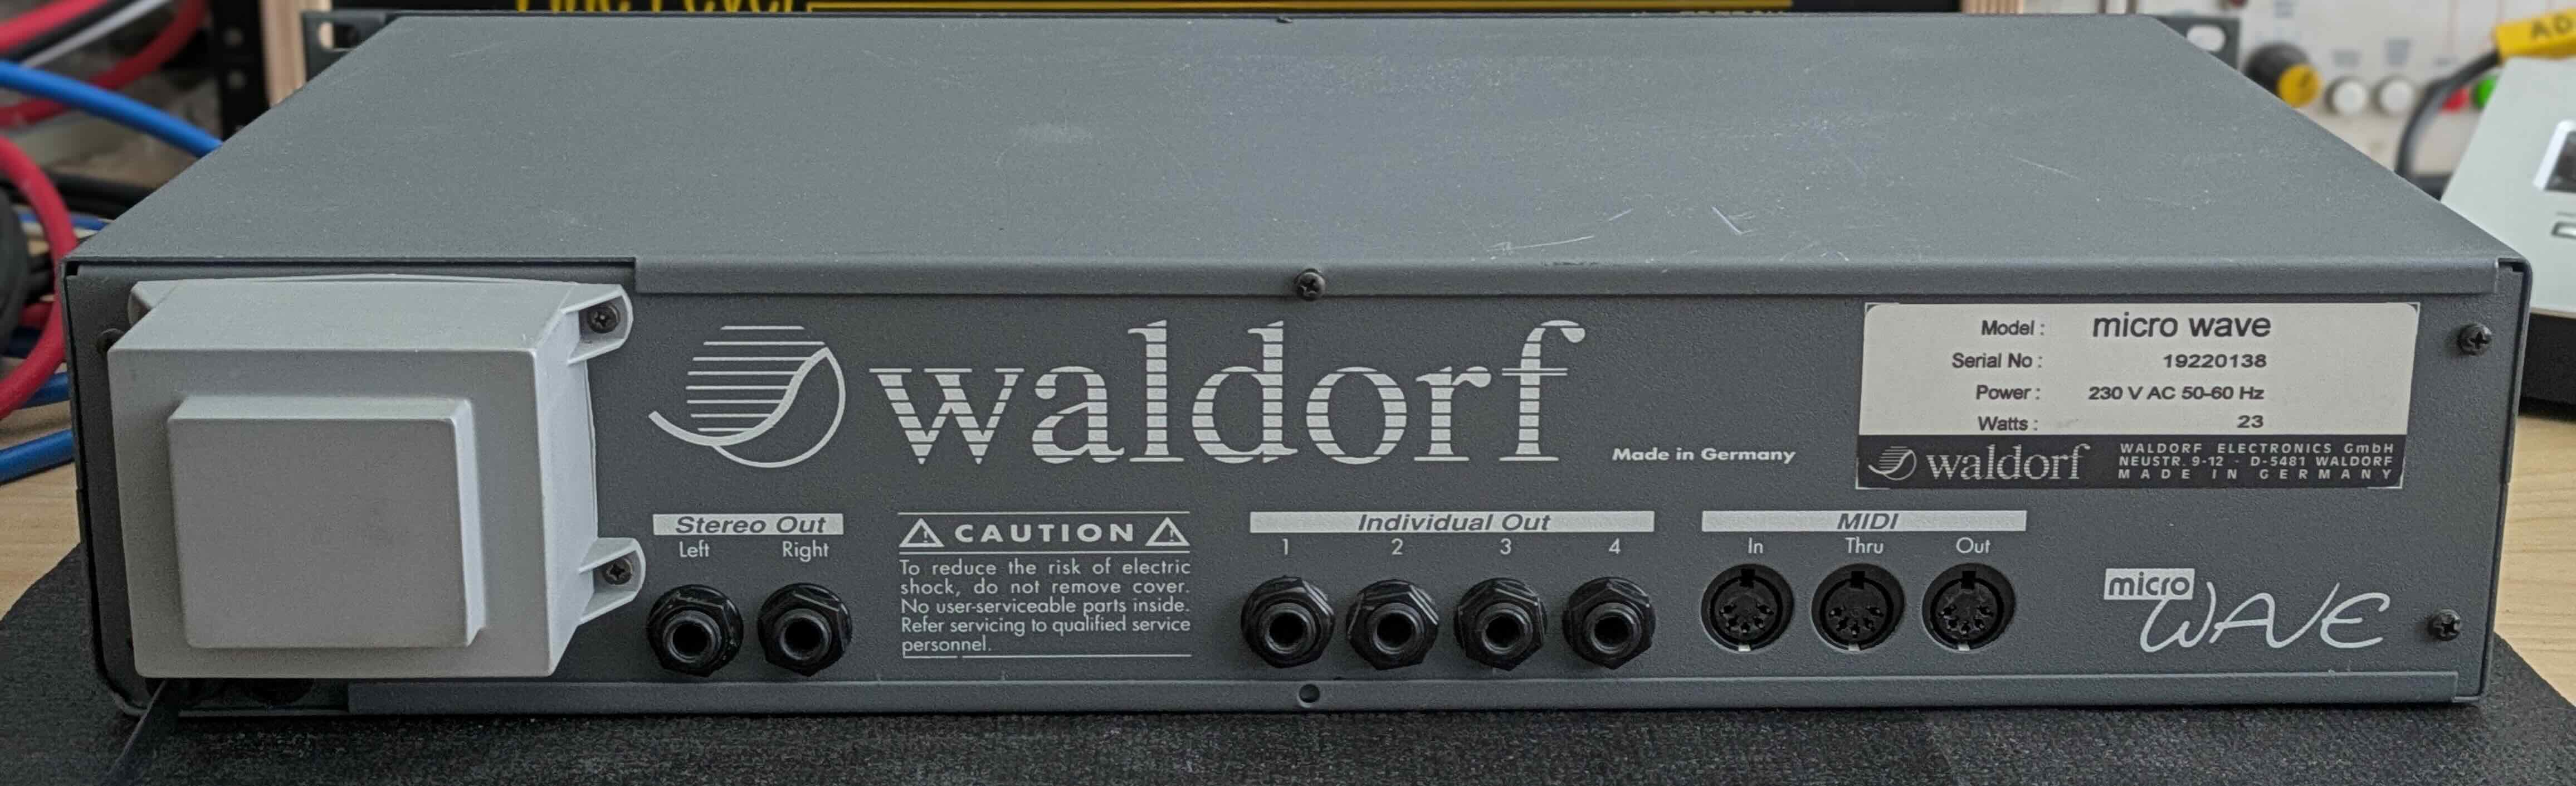 waldorf
Made in Germany
Model : micro wave
Serial No : 19220138
Power : 230 V AC 50-60 Hz
Watts : 23
waldorf
WALDORF ELECTRONICS GmbH
NEUSTR. 9-12 - D-5481 WALDORF
MADE IN GERMANY
Stereo Out
Left Right
CAUTION
To reduce the risk of electric
shock, do not remove cover.
No user-serviceable parts inside.
Refer servicing to qualified service
personnel.
Individual Out
1 2 3 4
MIDI
In Thru Out
micro
WAVE